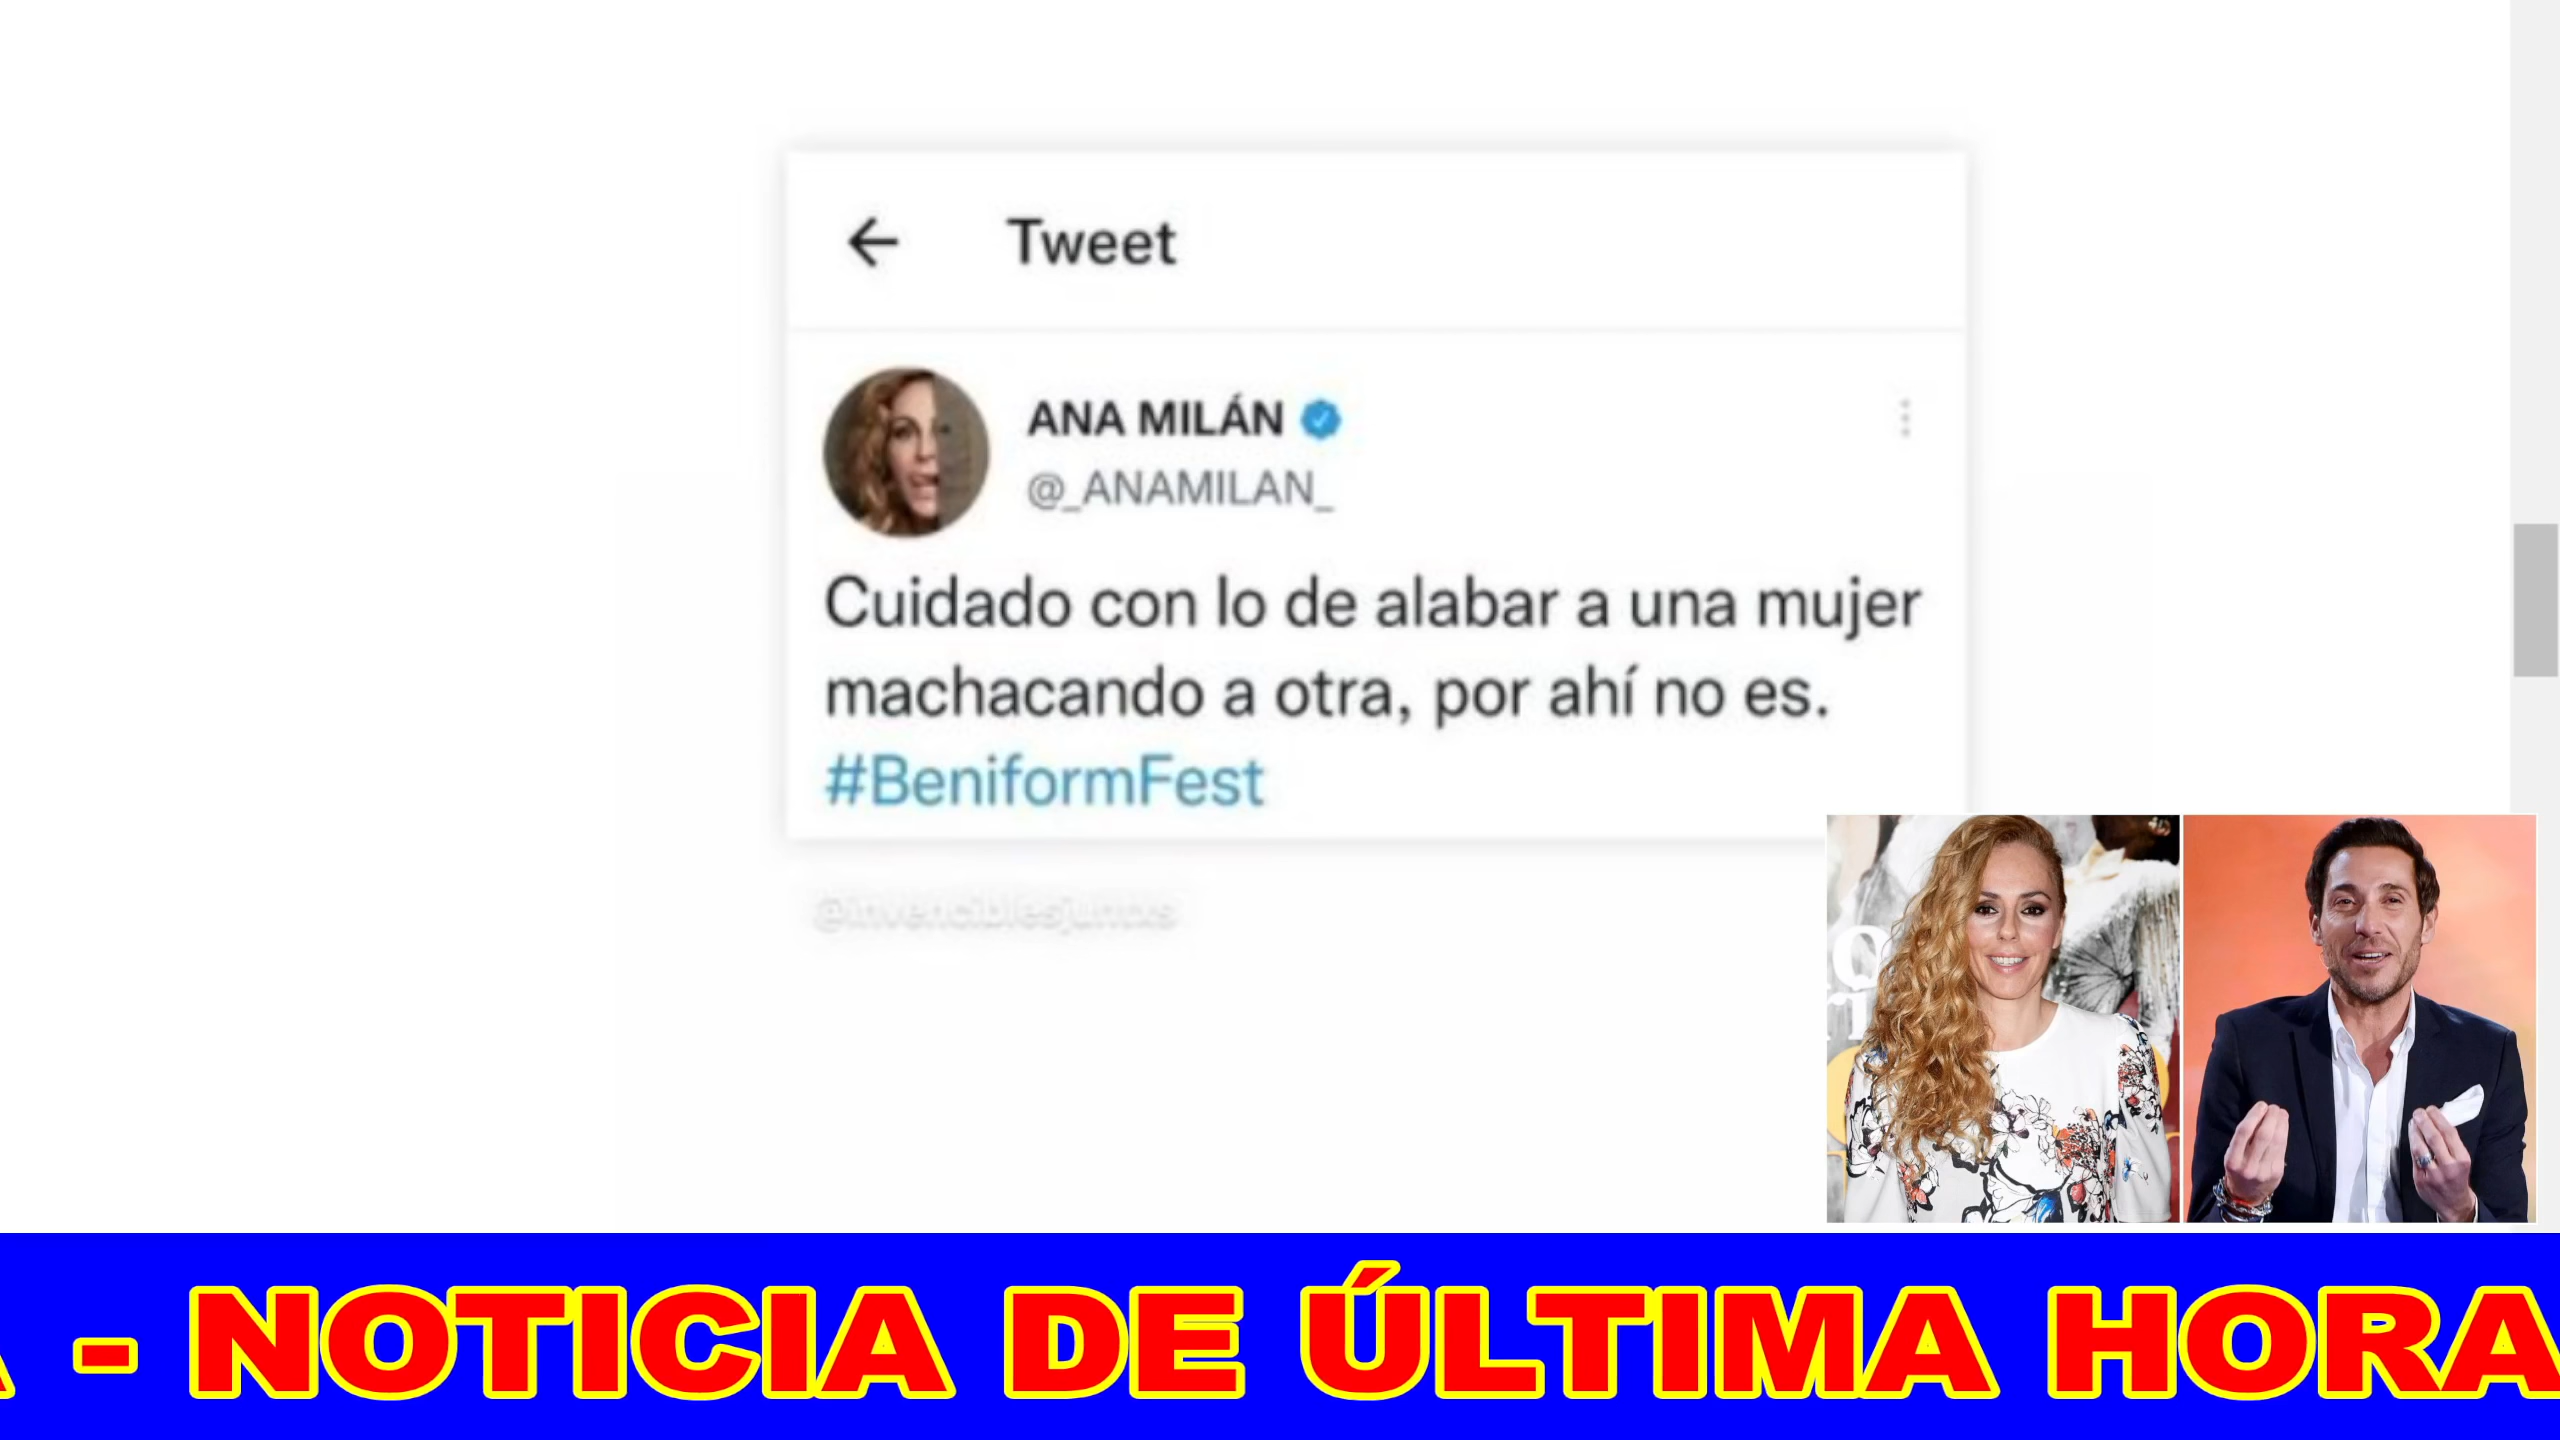 Tweet
ANA MILÁN
@_ANAMILAN_
Cuidado con lo de alabar a una mujer
machacando a otra, por ahí no es.
#BeniformFest
@invenciblesjuntxs
A - NOTICIA DE ÚLTIMA HORA